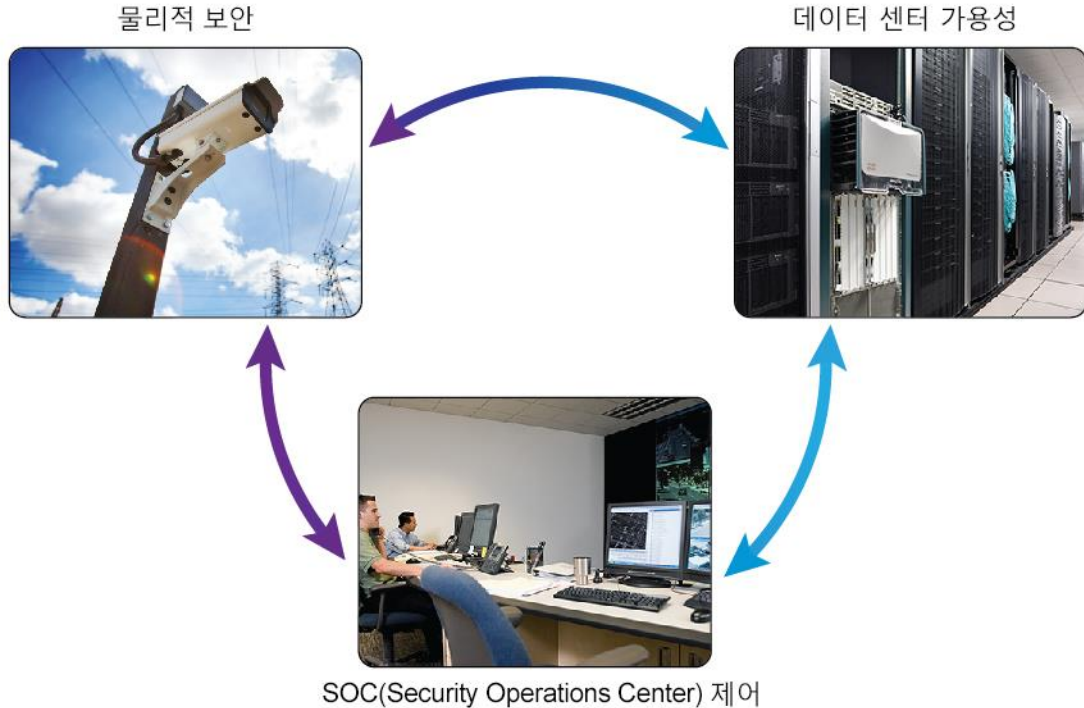 물리적 보안
데이터 센터 가용성
SOC(Security Operations Center) 제어